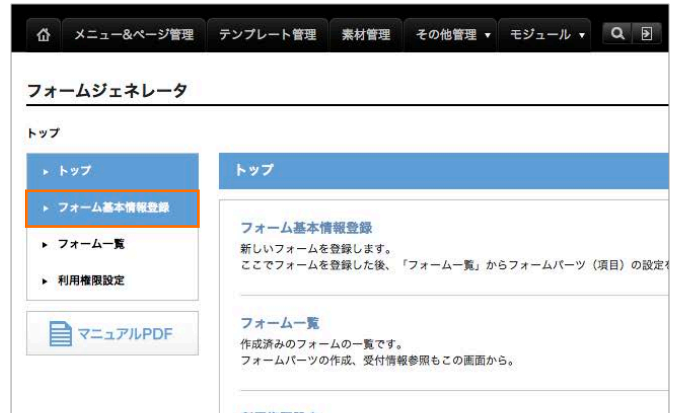 メニュー&ページ管理 テンプレート管理 素材管理 その他管理 ▼ モジュール ▼
フォームジェネレータ
トップ
トップ
フォーム基本情報登録
フォーム一覧
利用権限設定
マニュアルPDF
トップ
フォーム基本情報登録
新しいフォームを登録します。
ここでフォームを登録した後、「フォーム一覧」からフォームパーツ（項目）の設定
フォーム一覧
作成済みのフォームの一覧です。
フォームパーツの作成、受付情報参照もこの画面から。